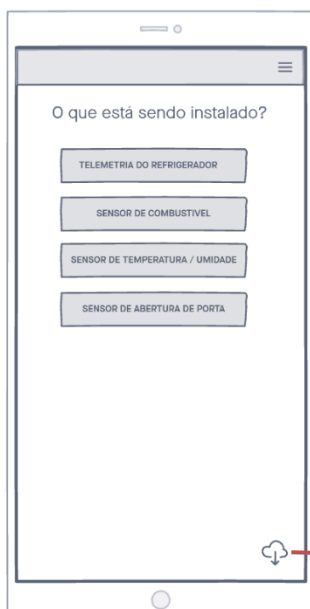 O que está sendo instalado?
TELEMETRIA DO REFRIGERADOR
SENSOR DE COMBUSTIVEL
SENSOR DE TEMPERATURA / UMIDADE
SENSOR DE ABERTURA DE PORTA